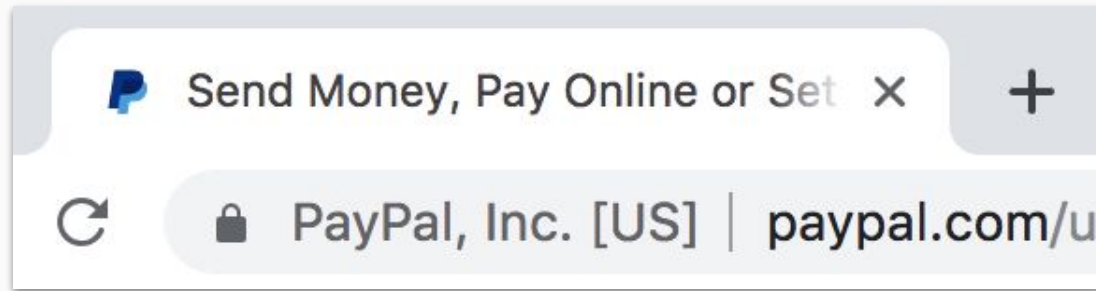 Send Money, Pay Online or Set
PayPal, Inc. [US] | paypal.com/u